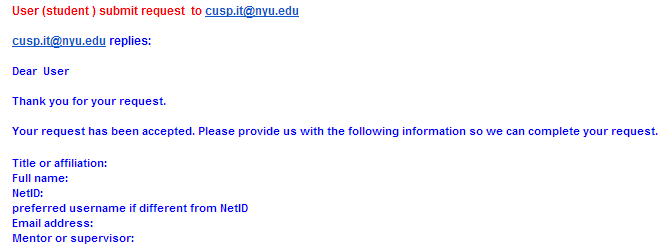 User (student ) submit request  to cusp.it@nyu.edu
cusp.it@nyu.edu replies:
Dear  User
Thank you for your request.
Your request has been accepted. Please provide us with the following information so we can complete your request.
Title or affiliation:
Full name:
NetID:
preferred username if different from NetID
Email address:
Mentor or supervisor: